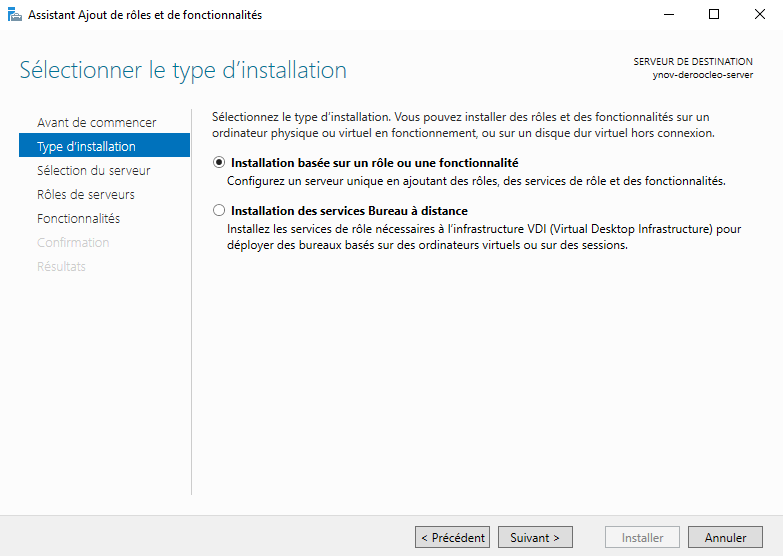 Assistant Ajout de rôles et de fonctionnalités
Sélectionner le type d'installation
SERVEUR DE DESTINATION
ynov-deroocleo-server
Avant de commencer
Type d'installation
Sélection du serveur
Rôles de serveurs
Fonctionnalités
Confirmation
Résultats
Sélectionnez le type d'installation. Vous pouvez installer des rôles et des fonctionnalités sur un
ordinateur physique ou virtuel en fonctionnement, ou sur un disque dur virtuel hors connexion.
Installation basée sur un rôle ou une fonctionnalité
Configurez un serveur unique en ajoutant des rôles, des services de rôle et des fonctionnalités.
Installation des services Bureau à distance
Installez les services de rôle nécessaires à l'infrastructure VDI (Virtual Desktop Infrastructure) pour
déployer des bureaux basés sur des ordinateurs virtuels ou sur des sessions.
< Précédent
Suivant >
Installer
Annuler